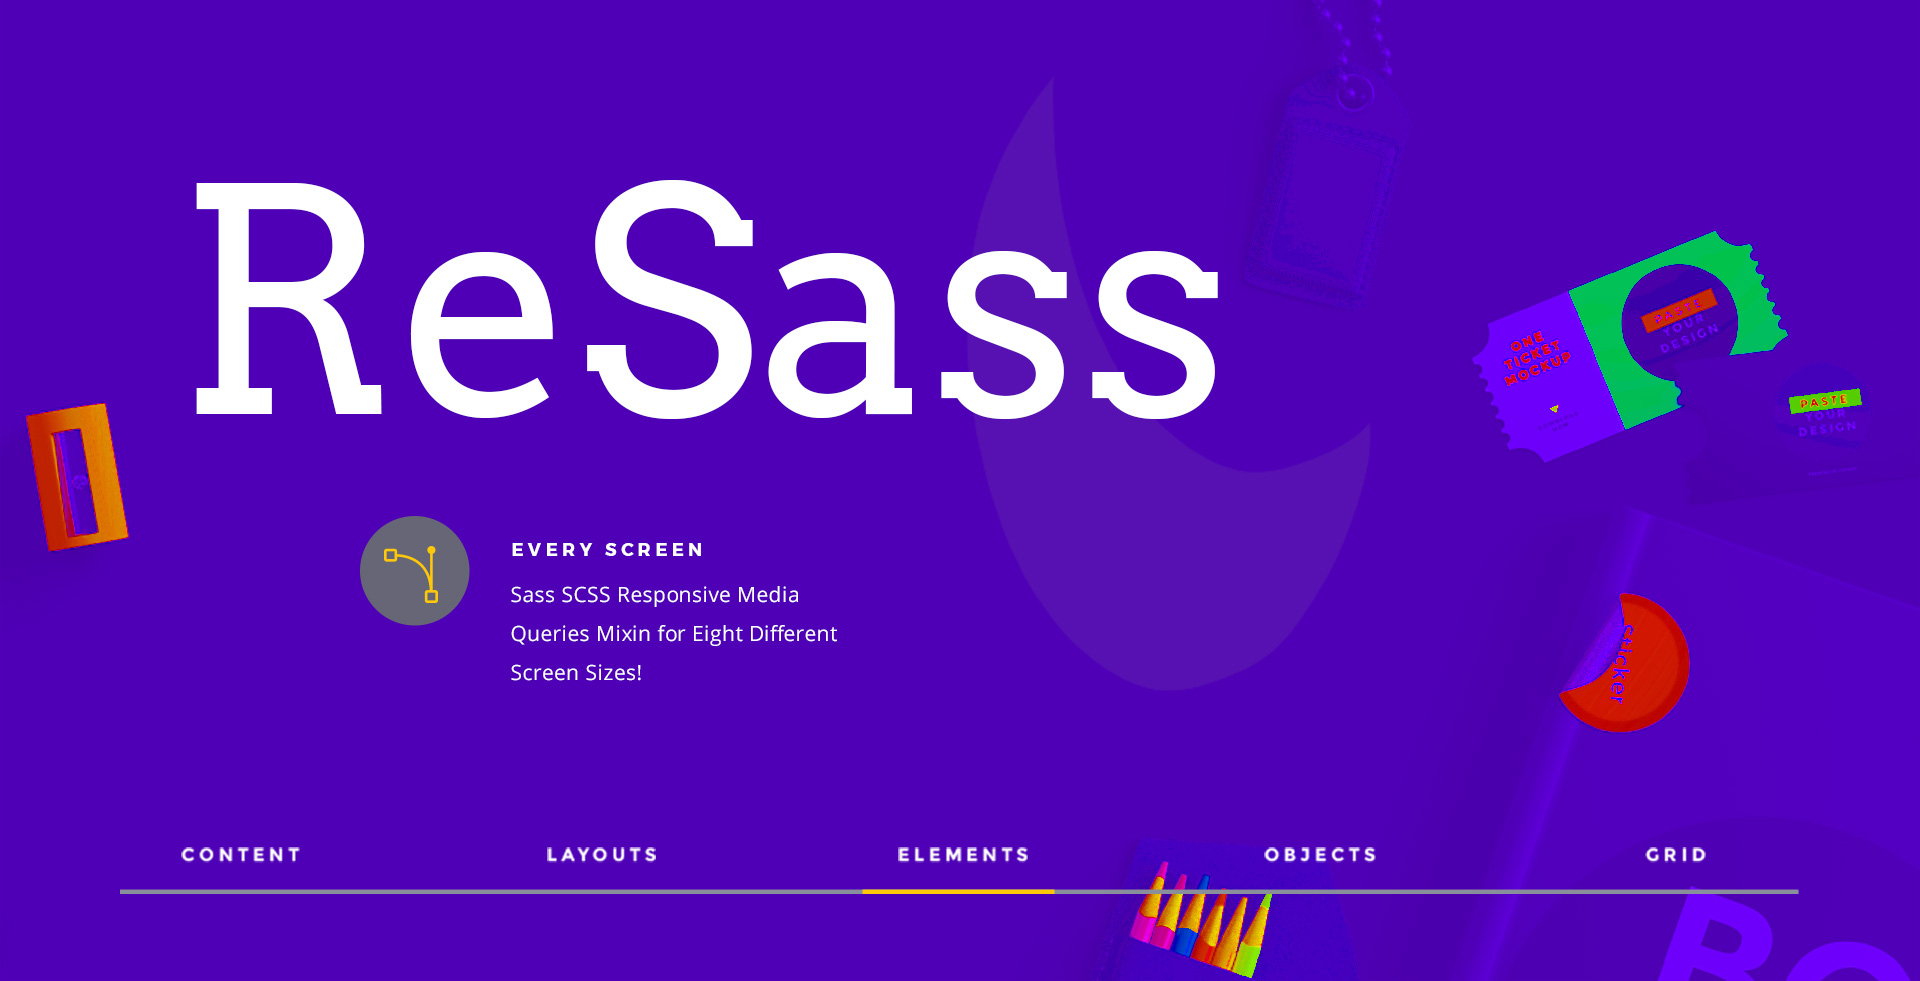 ReSass
ONE
TICKET
MOCKUP
PASTE
YOUR
DESIGN
PASTE
YOUR
DESIGN
EVERY SCREEN
Sass SCSS Responsive Media
Queries Mixin for Eight Different
Screen Sizes!
Sticker
CONTENT
LAYOUTS
ELEMENTS
OBJECTS
GRID